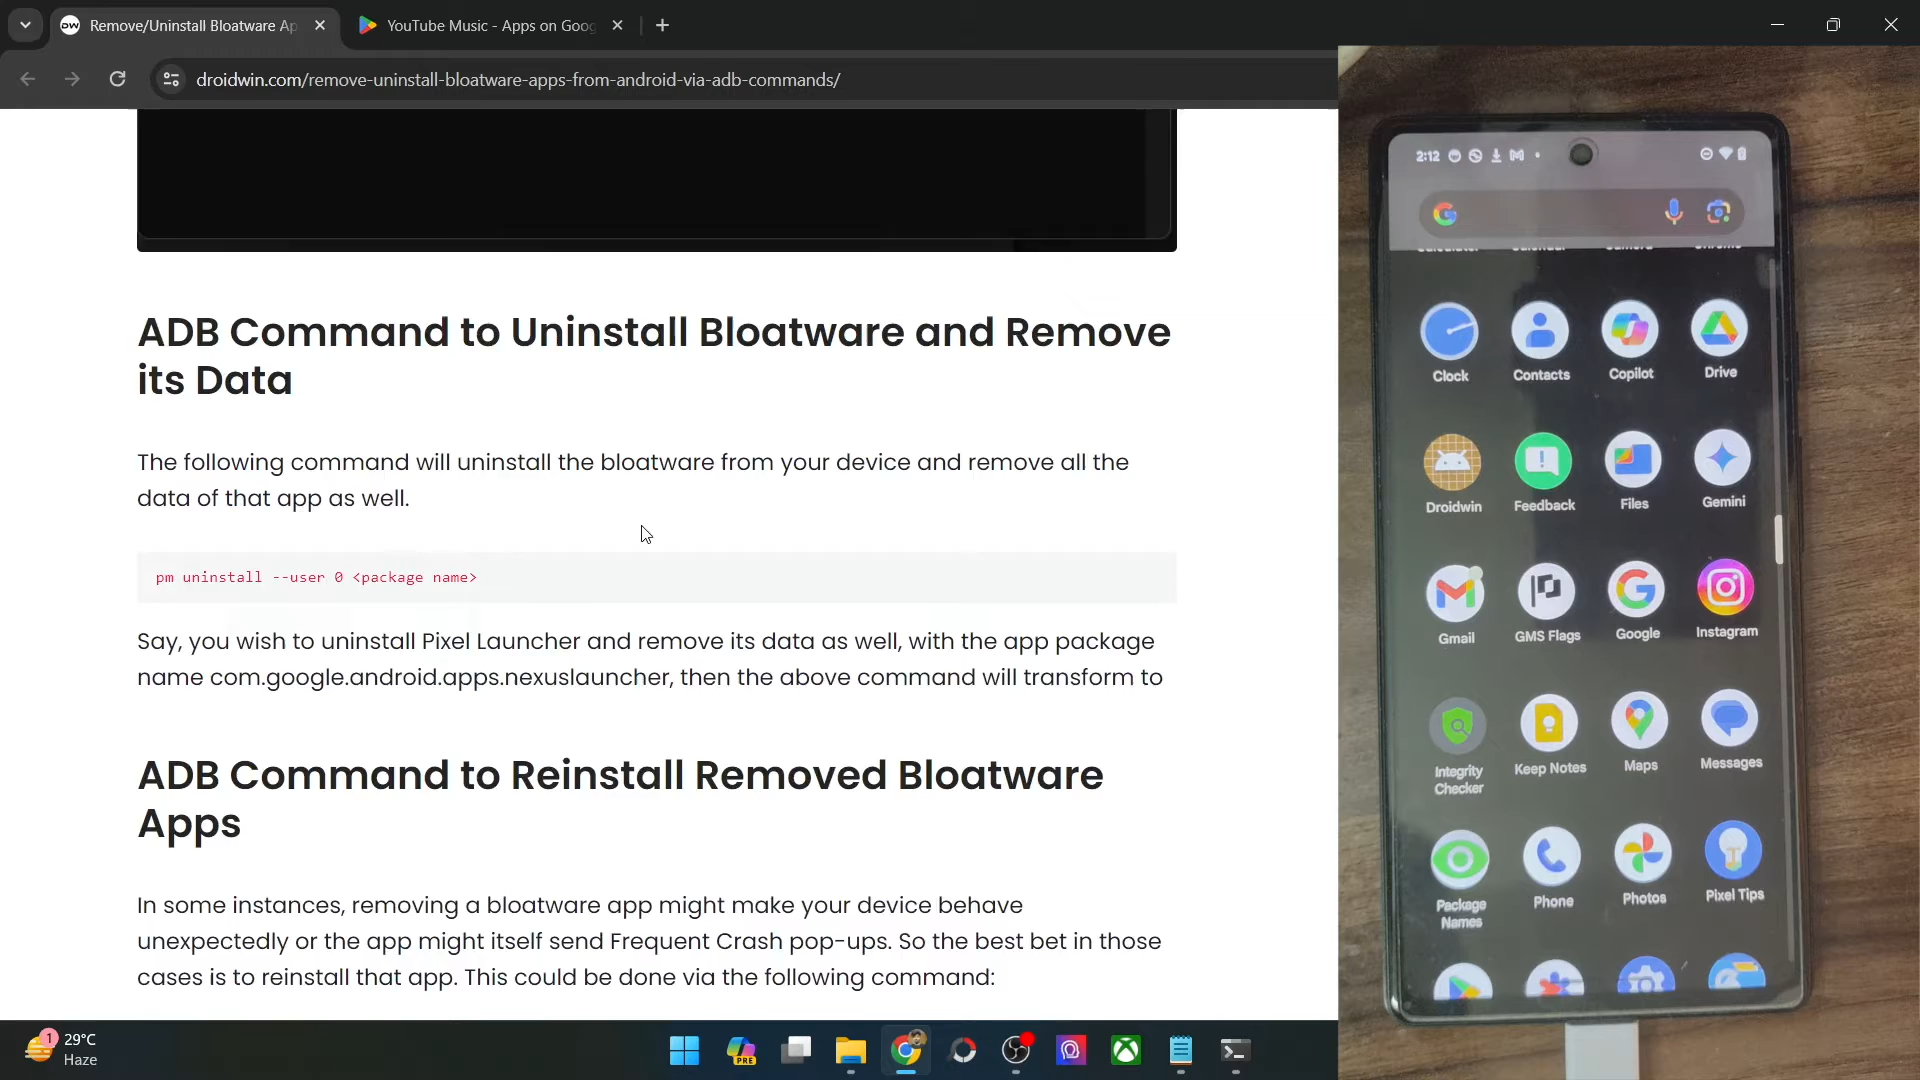 Remove/Uninstall Bloatware Ap
YouTube Music - Apps on Goog
droidwin.com/remove-uninstall-bloatware-apps-from-android-via-adb-commands/
ADB Command to Uninstall Bloatware and Remove
its Data
The following command will uninstall the bloatware from your device and remove all the
data of that app as well.
pm uninstall --user 0 <package name>
Say, you wish to uninstall Pixel Launcher and remove its data as well, with the app package
name com.google.android.apps.nexuslauncher, then the above command will transform to
ADB Command to Reinstall Removed Bloatware
Apps
In some instances, removing a bloatware app might make your device behave
unexpectedly or the app might itself send Frequent Crash pop-ups. So the best bet in those
cases is to reinstall that app. This could be done via the following command:
1
29°C
Haze
PRE
2:12
Clock Contacts Copilot Drive
Droidwin Feedback Files Gemini
Gmail GMS Flags Google Instagram
Integrity Checker Keep Notes Maps Messages
Package Names Phone Photos Pixel Tips